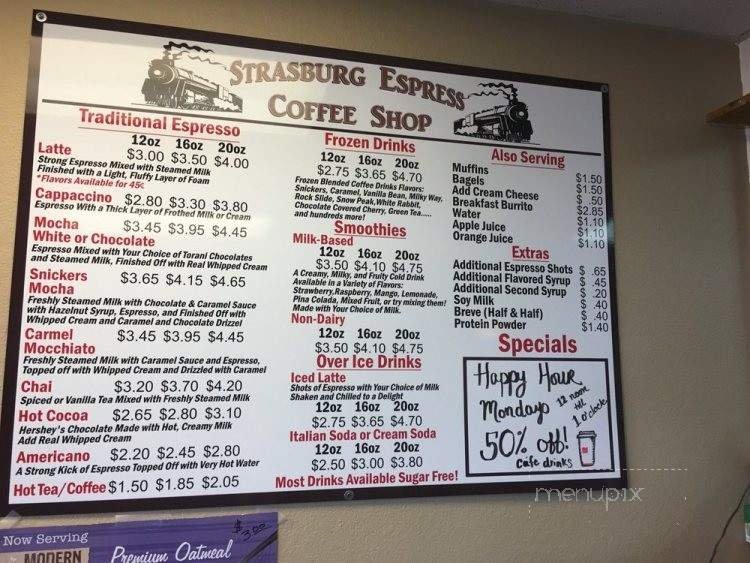 STRASBURG ESPRESS
COFFEE SHOP
Traditional Espresso
12oz 16oz 20oz
Latte $3.00 $3.50 $4.00
Strong Espresso Mixed with Steamed Milk
Finished with a Light, Fluffy Layer of Foam
*Flavors Available for 45¢
Cappuccino $2.80 $3.30 $3.80
Espresso With a Thick Layer of Frothed Milk or Cream
Mocha $3.45 $3.95 $4.45
White or Chocolate
Espresso Mixed with Your Choice of Torani Chocolates
and Steamed Milk, Finished Off with Real Whipped Cream
Snickers $3.65 $4.15 $4.65
Mocha
Freshly Steamed Milk with Chocolate & Caramel Sauce
with Hazelnut Syrup, Espresso, and Finished Off with
Whipped Cream and Caramel and Chocolate Drizzel
Carmel $3.45 $3.95 $4.45
Mocchiato
Freshly Steamed Milk with Caramel Sauce and Espresso,
Topped off with Whipped Cream and Drizzled with Caramel
Chai $3.20 $3.70 $4.20
Spiced or Vanilla Tea Mixed with Freshly Steamed Milk
Hot Cocoa $2.65 $2.80 $3.10
Hershey's Chocolate Made with Hot, Creamy Milk
Add Real Whipped Cream
Americano $2.20 $2.45 $2.80
A Strong Kick of Espresso Topped Off with Very Hot Water
Hot Tea/Coffee $1.50 $1.85 $2.05
Frozen Drinks
12oz 16oz 20oz
$2.75 $3.65 $4.70
Frozen Blended Coffee Drinks Flavors:
Snickers, Caramel, Vanilla Bean, Milky Way,
Rock Slide, Snow Peak, White Rabbit,
Chocolate Covered Cherry, Green Tea.....
and hundreds more!
Smoothies
Milk-Based
12oz 16oz 20oz
$3.50 $4.10 $4.75
A Creamy, Milky, and Fruity Cold Drink
Available in a Variety of Flavors:
Strawberry, Raspberry, Mango, Lemonade,
Pina Colada, Mixed Fruit, or try mixing them!
Made with Your Choice of Milk.
Non-Dairy
12oz 16oz 20oz
$3.50 $4.10 $4.75
Over Ice Drinks
Iced Latte
Shots of Espresso with Your Choice of Milk
Shaken and Chilled to a Delight
12oz 16oz 20oz
$2.75 $3.65 $4.70
Italian Soda or Cream Soda
12oz 16oz 20oz
$2.50 $3.00 $3.80
Most Drinks Available Sugar Free!
Also Serving
Muffins $1.50
Bagels $1.50
Add Cream Cheese $ .50
Breakfast Burrito $2.85
Water $1.10
Apple Juice $1.10
Orange Juice $1.10
Extras
Additional Espresso Shots $ .65
Additional Flavored Syrup $ .45
Additional Second Syrup $ .20
Soy Milk $ .40
Breve (Half & Half) $ .40
Protein Powder $1.40
Specials
Happy Hour
Mondays 12 noon
till
1 o'clock
50% off!
cafe drinks
menupix
Now Serving
MODERN
Premium Oatmeal
$3.00